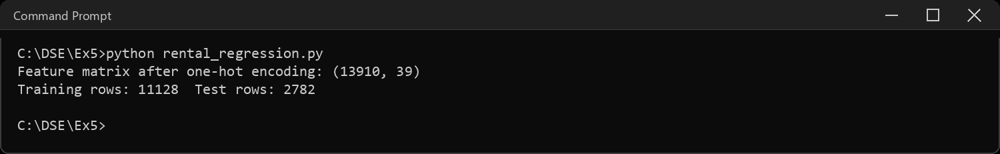 Command Prompt
C:\DSE\Ex5>python rental_regression.py
Feature matrix after one-hot encoding: (13910, 39)
Training rows: 11128  Test rows: 2782
C:\DSE\Ex5>